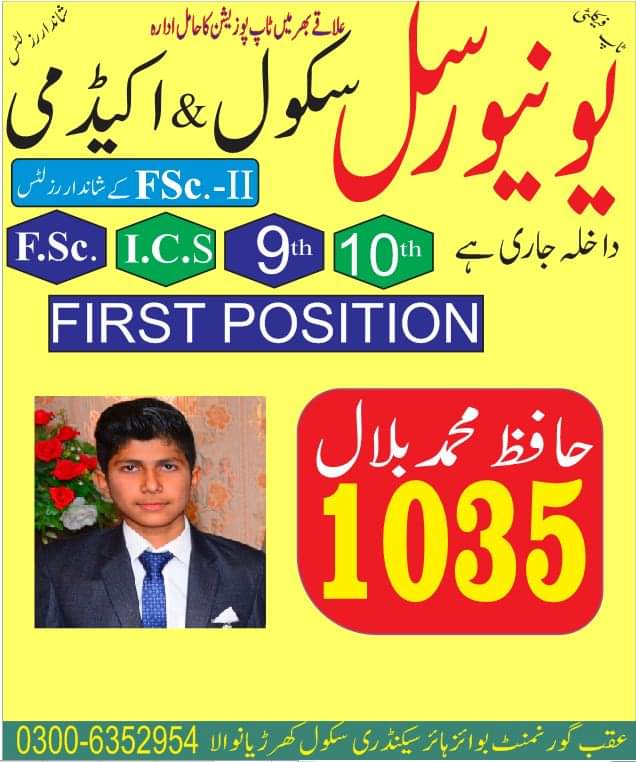 علاقے بھر میں ٹاپ پوزیشن کا حامل ادارہ
ٹاپ فیکلٹی
شاندار رزلٹس
یونیورسل سکول & اکیڈمی
FSc.-II کے شاندار رزلٹس
داخلہ جاری ہے
F.Sc. I.C.S 9th 10th
FIRST POSITION
حافظ محمد بلال
1035
عقب گورنمنٹ بوائز ہائر سیکنڈری سکول کھرڑیانوالا 0300-6352954